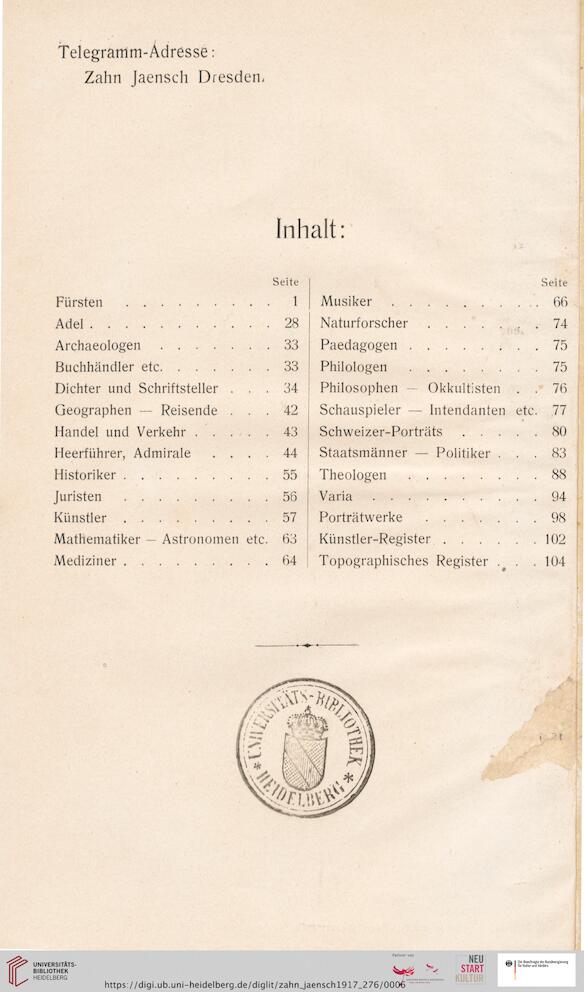 Telegramm-Adresse:
Zahn Jaensch Dresden.
Inhalt:
Seite
Fürsten . . . . . . . . . 1
Adel . . . . . . . . . . . 28
Archaeologen . . . . . . . 33
Buchhändler etc. . . . . . . 33
Dichter und Schriftsteller . . . 34
Geographen — Reisende . . . 42
Handel und Verkehr . . . . . 43
Heerführer, Admirale . . . . 44
Historiker . . . . . . . . . 55
Juristen . . . . . . . . . 56
Künstler . . . . . . . . . 57
Mathematiker — Astronomen etc. 63
Mediziner . . . . . . . . . 64
Seite
Musiker . . . . . . . . . 66
Naturforscher . . . . . . 74
Paedagogen . . . . . . . 75
Philologen . . . . . . . 75
Philosophen — Okkultisten . . 76
Schauspieler — Intendanten etc. 77
Schweizer-Porträts . . . . . 80
Staatsmänner — Politiker . . . 83
Theologen . . . . . . . 88
Varia . . . . . . . . . 94
Porträtwerke . . . . . . 98
Künstler-Register . . . . . 102
Topographisches Register . . . 104
UNIVERSITÄTS-BIBLIOTHEK
* HEIDELBERG *
UNIVERSITÄTS-
BIBLIOTHEK
HEIDELBERG
https://digi.ub.uni-heidelberg.de/diglit/zahn_jaensch1917_276/0006
NEU
START
KULTUR